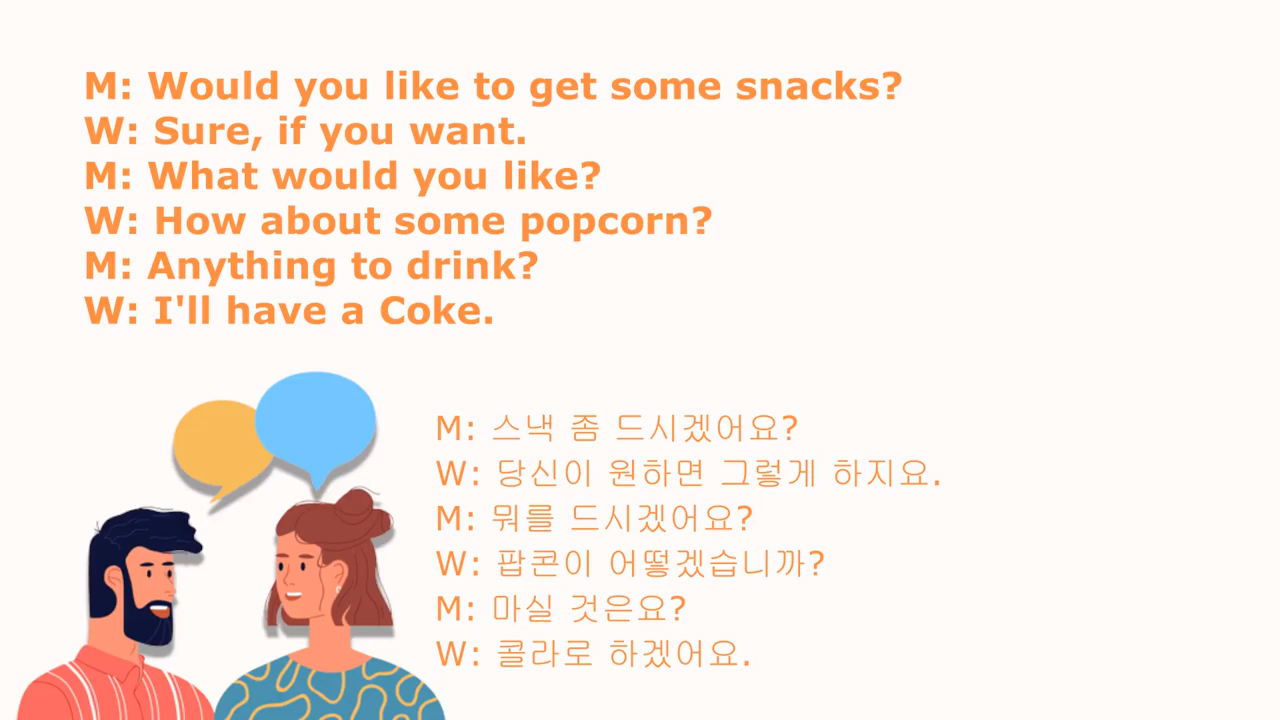 M: Would you like to get some snacks?
W: Sure, if you want.
M: What would you like?
W: How about some popcorn?
M: Anything to drink?
W: I'll have a Coke.
M: 스낵 좀 드시겠어요?
W: 당신이 원하면 그렇게 하지요.
M: 뭐를 드시겠어요?
W: 팝콘이 어떻겠습니까?
M: 마실 것은요?
W: 콜라로 하겠어요.